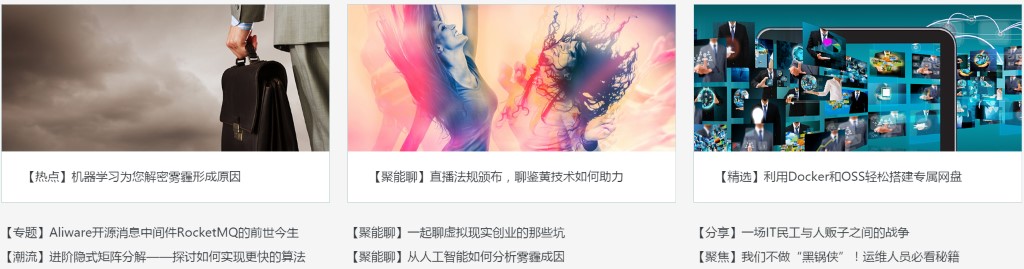 【热点】机器学习为您解密雾霾形成原因
【聚能聊】直播法规颁布，聊鉴黄技术如何助力
【精选】利用Docker和OSS轻松搭建专属网盘
【专题】Aliware开源消息中间件RocketMQ的前世今生
【聚能聊】一起聊虚拟现实创业的那些坑
【分享】一场IT民工与人贩子之间的战争
【潮流】进阶隐式矩阵分解——探讨如何实现更快的算法
【聚能聊】从人工智能如何分析雾霾成因
【聚焦】我们不做“黑锅侠”！运维人员必看秘籍